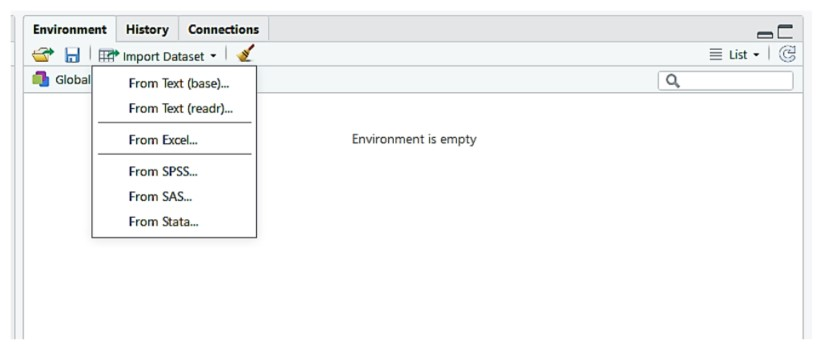 Environment History Connections
Import Dataset List
Global
From Text (base)...
From Text (readr)...
From Excel...
From SPSS...
From SAS...
From Stata...
Environment is empty